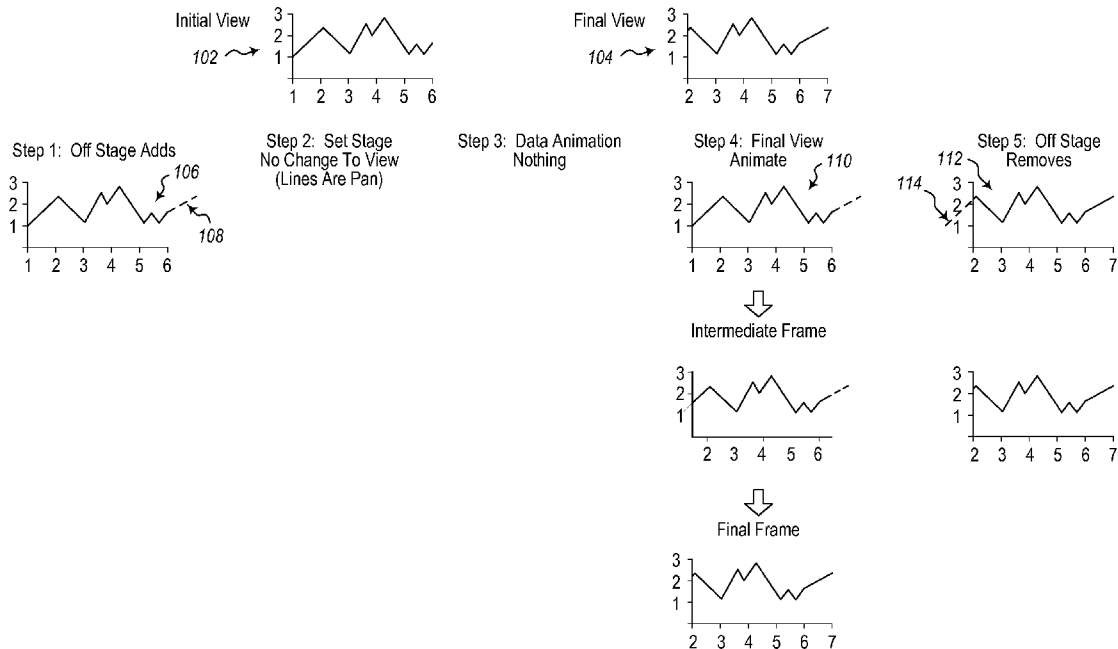 Initial View
102
3
2
1
1 2 3 4 5 6
Final View
104
3
2
1
2 3 4 5 6 7
Step 1: Off Stage Adds
106
3
2
1
108
1 2 3 4 5 6
Step 2: Set Stage
No Change To View
(Lines Are Pan)
Step 3: Data Animation
Nothing
Step 4: Final View
Animate
110
3
2
1
1 2 3 4 5 6
Step 5: Off Stage
Removes
112
114
3
2
1
2 3 4 5 6 7
Intermediate Frame
3
2
1
2 3 4 5 6
3
2
1
2 3 4 5 6 7
Final Frame
3
2
1
2 3 4 5 6 7